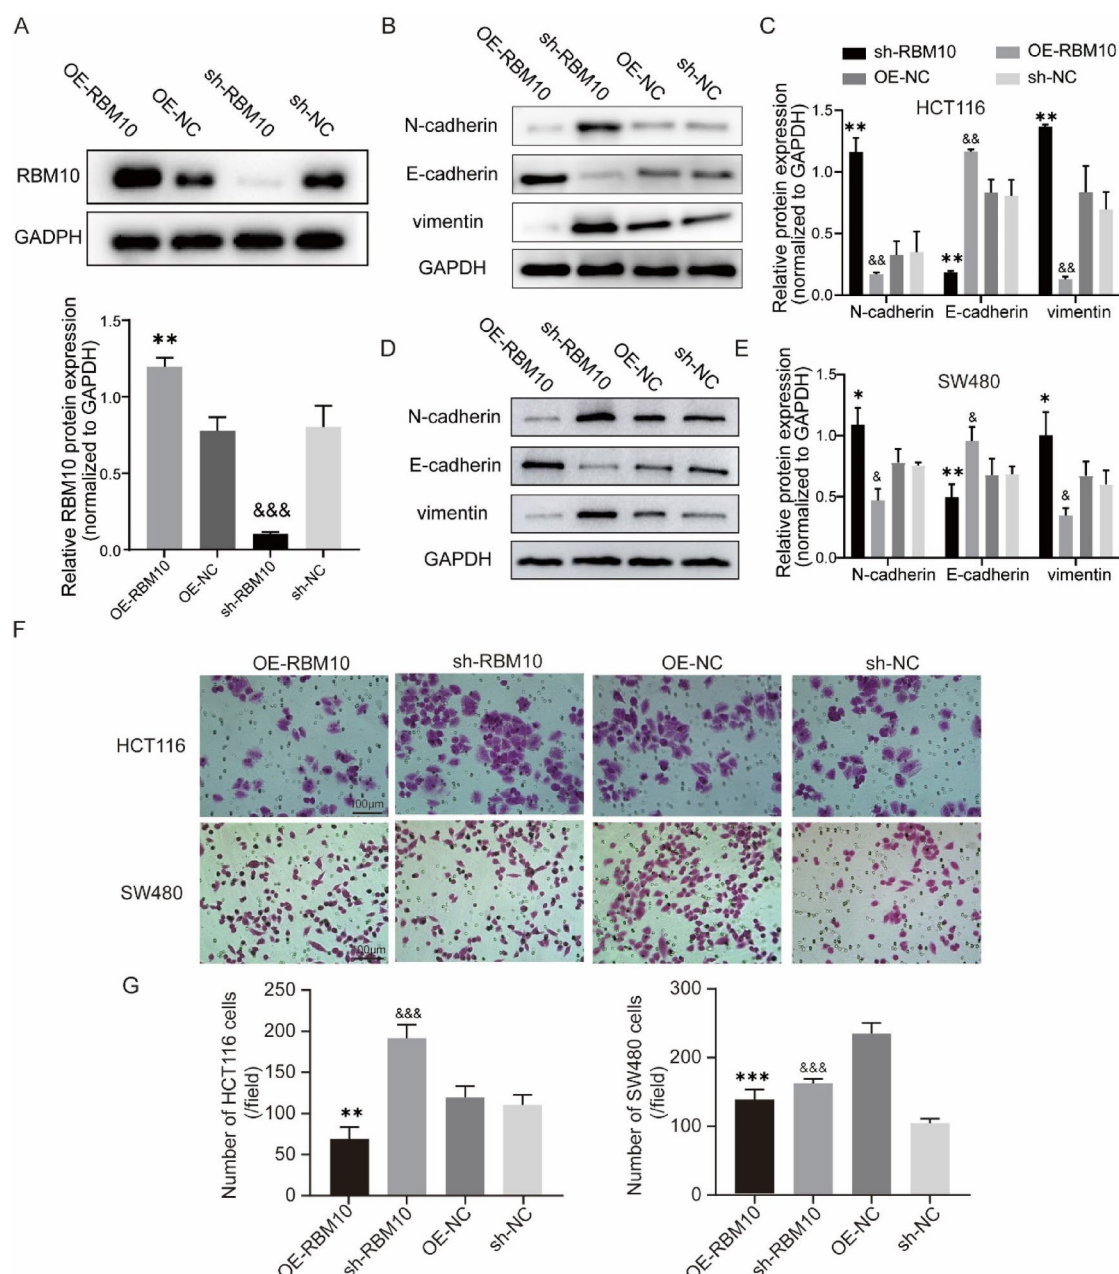 A
OE-RBM10
OE-NC
sh-RBM10
sh-NC
RBM10
GADPH
Relative RBM10 protein expression
(normalized to GAPDH)
1.5
1.0
0.5
0.0
**
&&&
OE-RBM10
OE-NC
sh-RBM10
sh-NC
B
OE-RBM10
sh-RBM10
OE-NC
sh-NC
N-cadherin
E-cadherin
vimentin
GAPDH
C
sh-RBM10
OE-RBM10
OE-NC
sh-NC
HCT116
Relative protein expression
(normalized to GAPDH)
1.5
1.0
0.5
0.0
**
&&
**
&&
**
&&
N-cadherin
E-cadherin
vimentin
D
OE-RBM10
sh-RBM10
OE-NC
sh-NC
N-cadherin
E-cadherin
vimentin
GAPDH
E
SW480
Relative protein expression
(normalized to GAPDH)
1.5
1.0
0.5
0.0
*
&
**
&
*
&
N-cadherin
E-cadherin
vimentin
F
OE-RBM10
sh-RBM10
OE-NC
sh-NC
HCT116
100μm
SW480
100μm
G
Number of HCT116 cells
(/field)
250
200
150
100
50
0
**
&&&
OE-RBM10
sh-RBM10
OE-NC
sh-NC
Number of SW480 cells
(/field)
300
200
100
0
***
&&&
OE-RBM10
sh-RBM10
OE-NC
sh-NC